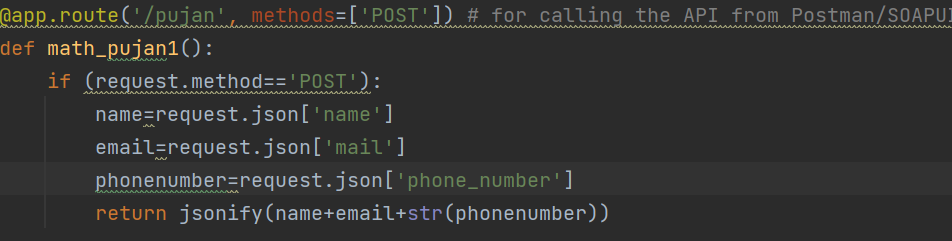 @app.route('/pujan', methods=['POST']) # for calling the API from Postman/SOAPUI
def math_pujan1():
    if (request.method=='POST'):
        name=request.json['name']
        email=request.json['mail']
        phonenumber=request.json['phone_number']
        return jsonify(name+email+str(phonenumber))